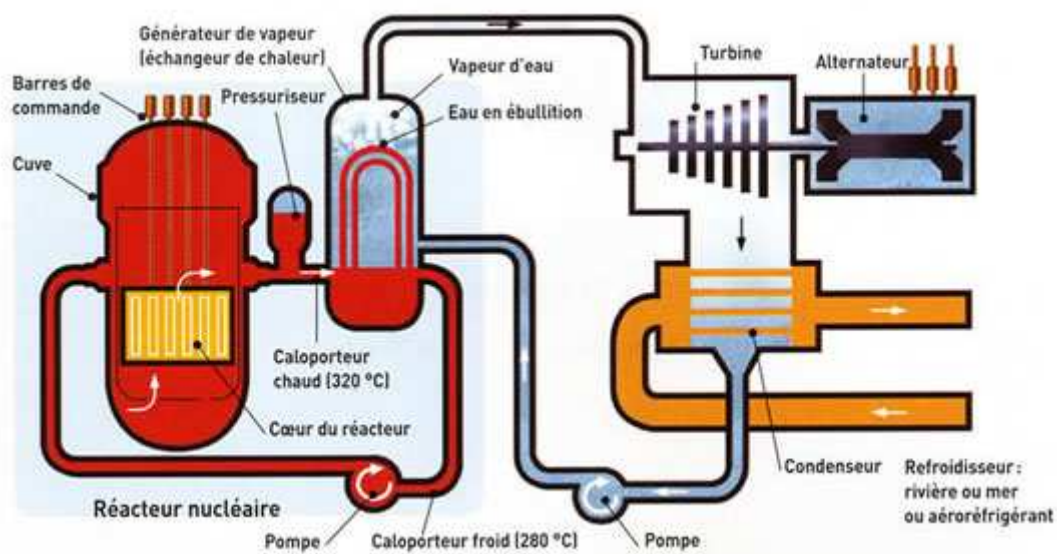 Générateur de vapeur
(échangeur de chaleur)
Turbine
Alternateur
Vapeur d'eau
Barres de
commande
Pressuriseur
Eau en ébullition
Cuve
Caloporteur
chaud (320 °C)
Cœur du réacteur
Condenseur
Refroidisseur :
rivière ou mer
ou aéroréfrigérant
Réacteur nucléaire
Pompe
Caloporteur froid (280 °C)
Pompe